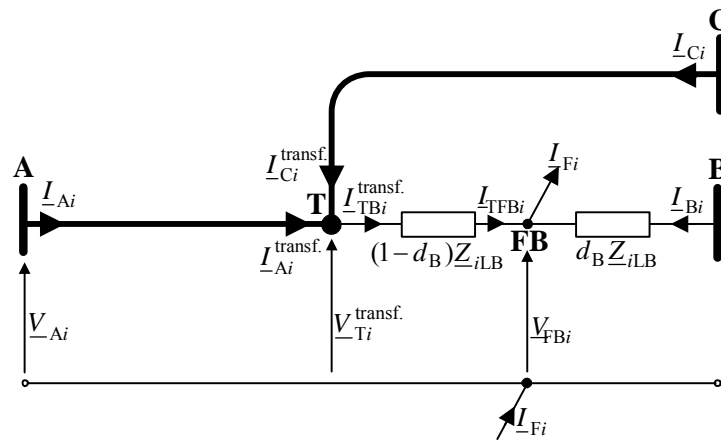 C
I_Ci
I_Ci^transf.
I_Fi
A
B
I_Ai
T
I_TBi^transf.
I_TFBi
I_Bi
I_Ai^transf.
(1−d_B)Z_iLB
FB
d_B Z_iLB
V_Ai
V_Ti^transf.
V_FBi
I_Fi